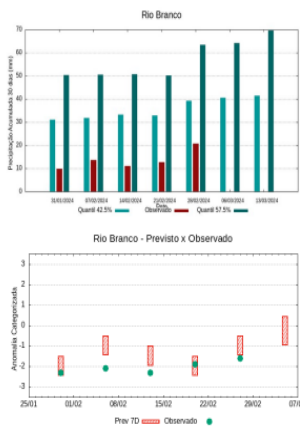 Rio Branco
Precipitação Acumulada 30 dias (mm)
70
60
50
40
30
20
10
0
31/01/2024 07/02/2024 14/02/2024 21/02/2024 28/02/2024 06/03/2024 13/03/2024
Data
Quantil 42.5% Observado Quantil 57.5%
Rio Branco - Previsto x Observado
Anomalia Categorizada
3
2
1
0
-1
-2
-3
25/01 01/02 08/02 15/02 22/02 29/02 07/0
Prev 7D Observado